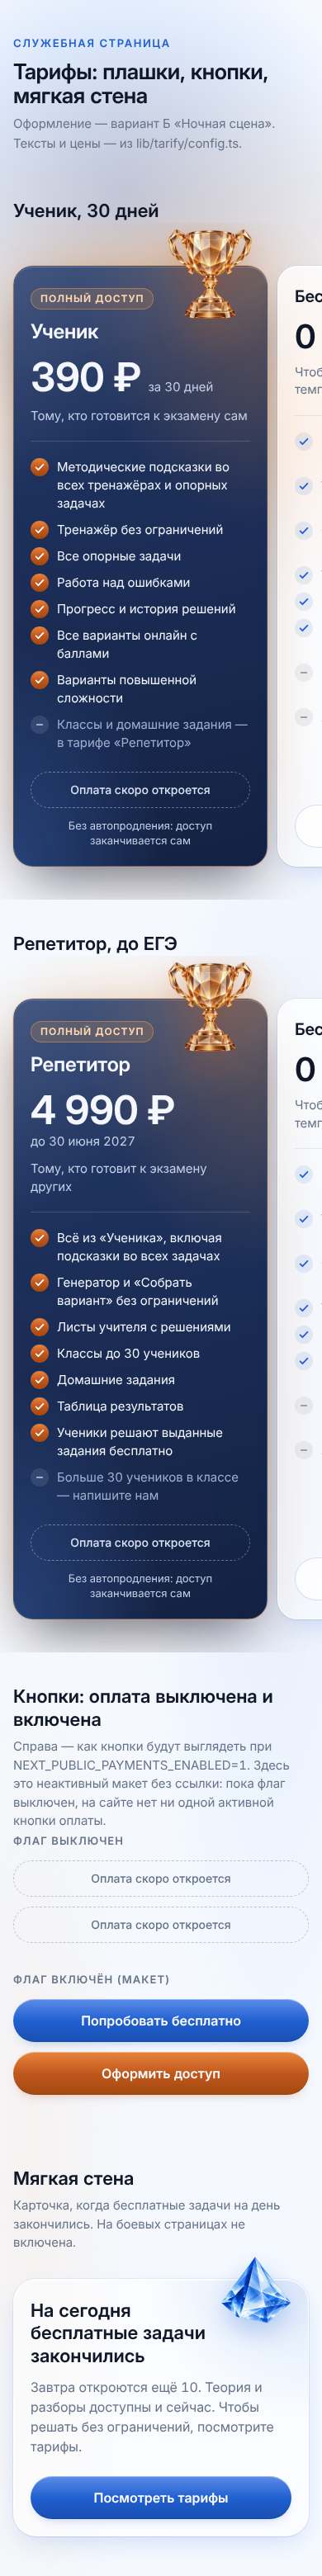 СЛУЖЕБНАЯ СТРАНИЦА
Тарифы: плашки, кнопки,
мягкая стена
Оформление — вариант Б «Ночная сцена».
Тексты и цены — из lib/tarify/config.ts.
Ученик, 30 дней
ПОЛНЫЙ ДОСТУП
Ученик
390 ₽ за 30 дней
Тому, кто готовится к экзамену сам
Методические подсказки во
всех тренажёрах и опорных
задачах
Тренажёр без ограничений
Все опорные задачи
Работа над ошибками
Прогресс и история решений
Все варианты онлайн с
баллами
Варианты повышенной
сложности
Классы и домашние задания —
в тарифе «Репетитор»
Оплата скоро откроется
Без автопродления: доступ
заканчивается сам
0
Репетитор, до ЕГЭ
ПОЛНЫЙ ДОСТУП
Репетитор
4 990 ₽
до 30 июня 2027
Тому, кто готовит к экзамену
других
Всё из «Ученика», включая
подсказки во всех задачах
Генератор и «Собрать
вариант» без ограничений
Листы учителя с решениями
Классы до 30 учеников
Домашние задания
Таблица результатов
Ученики решают выданные
задания бесплатно
Больше 30 учеников в классе
— напишите нам
Оплата скоро откроется
Без автопродления: доступ
заканчивается сам
0
Кнопки: оплата выключена и
включена
Справа — как кнопки будут выглядеть при
NEXT_PUBLIC_PAYMENTS_ENABLED=1. Здесь
это неактивный макет без ссылки: пока флаг
выключен, на сайте нет ни одной активной
кнопки оплаты.
ФЛАГ ВЫКЛЮЧЕН
Оплата скоро откроется
Оплата скоро откроется
ФЛАГ ВКЛЮЧЁН (МАКЕТ)
Попробовать бесплатно
Оформить доступ
Мягкая стена
Карточка, когда бесплатные задачи на день
закончились. На боевых страницах не
включена.
На сегодня
бесплатные задачи
закончились
Завтра откроются ещё 10. Теория и
разборы доступны и сейчас. Чтобы
решать без ограничений, посмотрите
тарифы.
Посмотреть тарифы